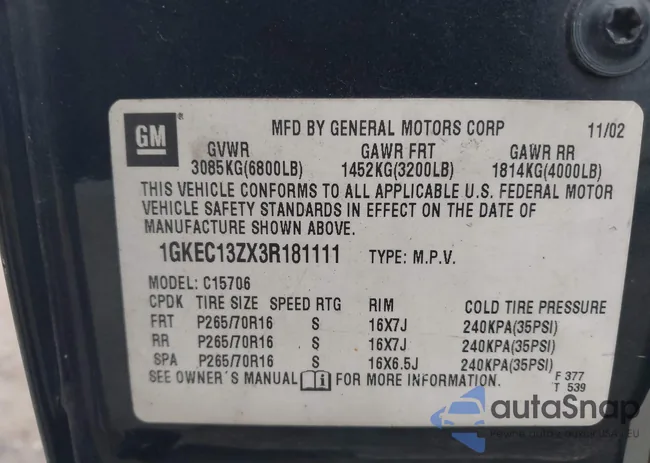 GM
MFD BY GENERAL MOTORS CORP 11/02
GVWR GAWR FRT GAWR RR
3085KG(6800LB) 1452KG(3200LB) 1814KG(4000LB)
THIS VEHICLE CONFORMS TO ALL APPLICABLE U.S. FEDERAL MOTOR
VEHICLE SAFETY STANDARDS IN EFFECT ON THE DATE OF
MANUFACTURE SHOWN ABOVE.
1GKEC13ZX3R181111 TYPE: M.P.V.
MODEL: C15706
CPDK TIRE SIZE SPEED RTG RIM COLD TIRE PRESSURE
FRT P265/70R16 S 16X7J 240KPA(35PSI)
RR P265/70R16 S 16X7J 240KPA(35PSI)
SPA P265/70R16 S 16X6.5J 240KPA(35PSI)
SEE OWNER'S MANUAL i FOR MORE INFORMATION. F 377
T 539
autoSnap